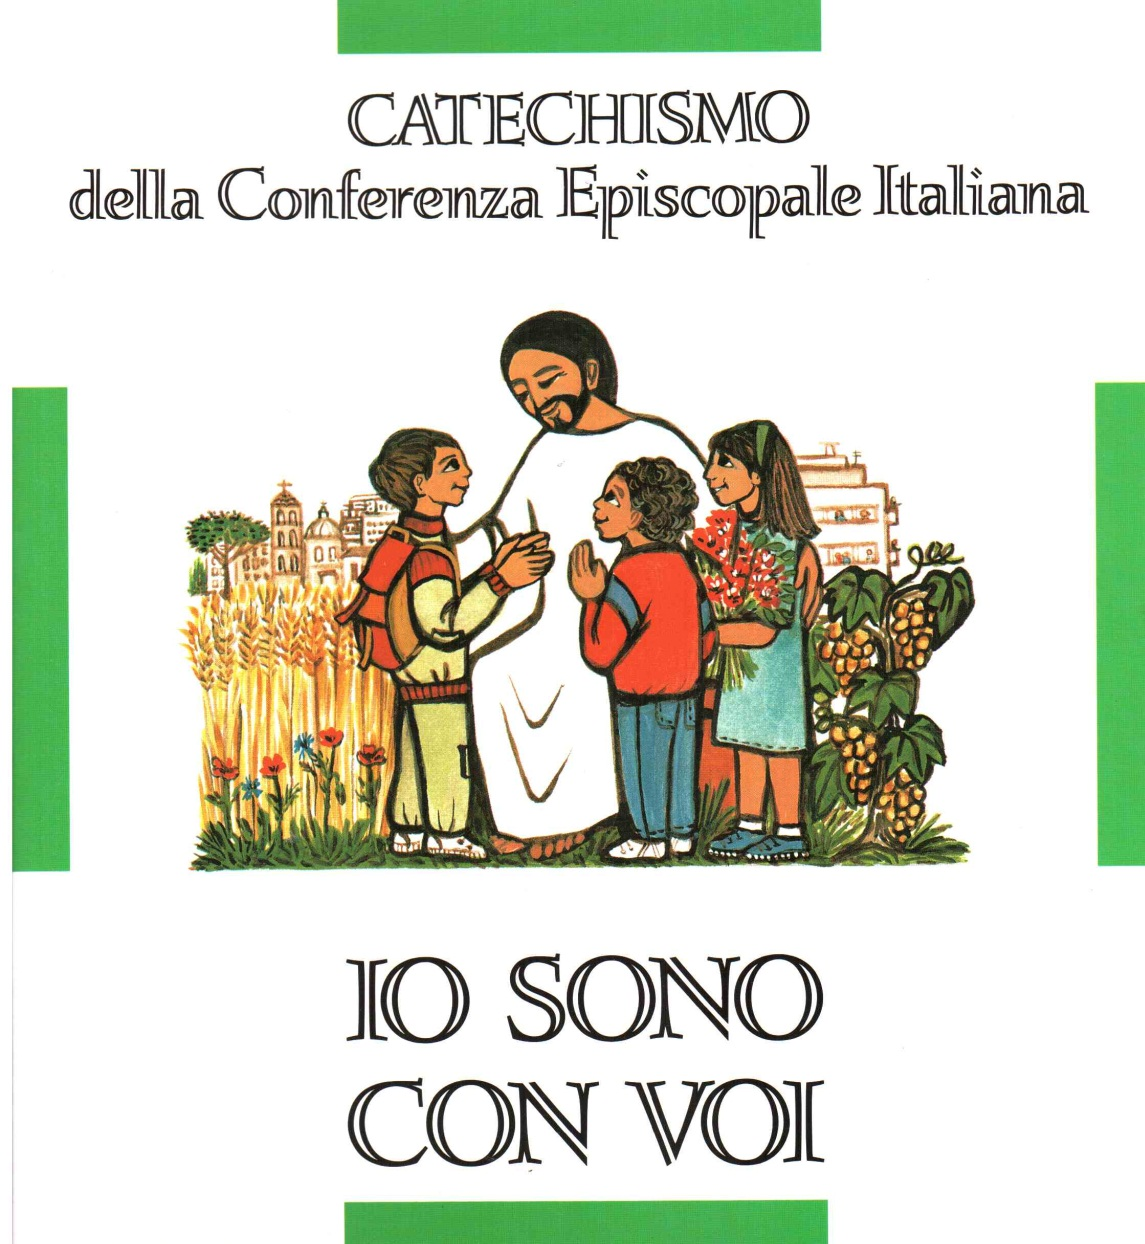 CATECHISMO
della Conferenza Episcopale Italiana
IO SONO
CON VOI